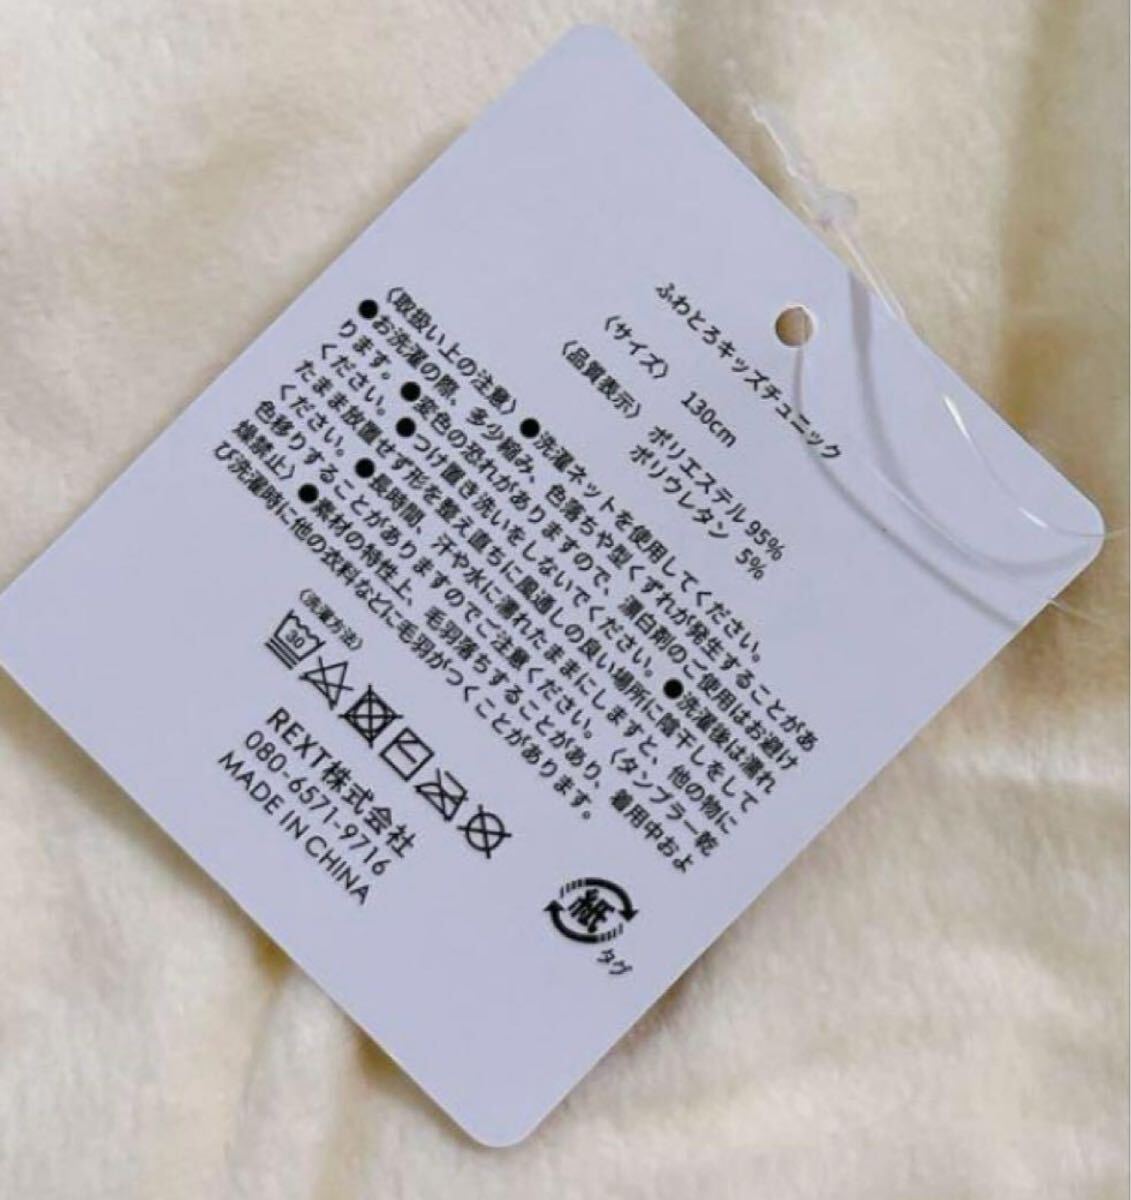 ふわとろキッズチュニック
〈サイズ〉 130cm
〈品質表示〉 ポリエステル 95%
ポリウレタン 5%
〈取扱い上の注意〉●洗濯ネットを使用してください。
●お洗濯の際、多少縮み、色落ちや型くずれが発生することがあ
ります。●変色の恐れがありますので、漂白剤のご使用はお避け
ください。●つけ置き洗いをしないでください。●洗濯後は濡れ
たまま放置せず形を整え直ちに風通しの良い場所に陰干しをして
ください。●長時間、汗や水に濡れたままにしますと、他の物に
色移りすることがありますのでご注意ください。〈タンブラー乾
燥禁止〉●素材の特性上、毛羽落ちすることがあり、着用中およ
び洗濯時に他の衣料などに毛羽がつくことがあります。
〈洗濯方法〉
30
REXT株式会社
080-6571-9716
MADE IN CHINA
紙
タグ